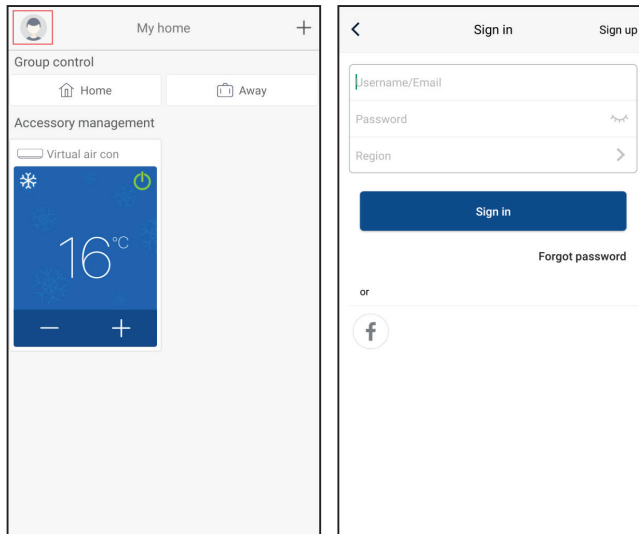 My home
Group control
Home
Away
Accessory management
Virtual air con
16°C
Sign in
Sign up
Username/Email
Password
Region
Sign in
Forgot password
or
f